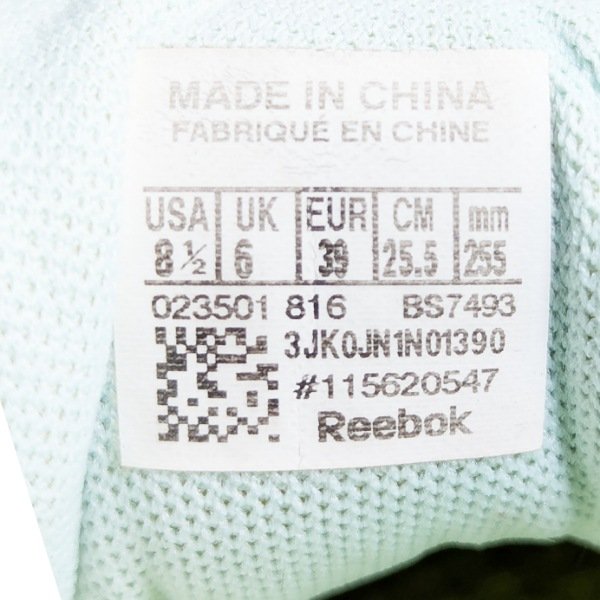 MADE IN CHINA
FABRIQUÉ EN CHINE
USA UK EUR CM mm
8 ½ 6 39 25.5 255
023501 816 BS7493
3JK0JN1N01390
#115620547
Reebok